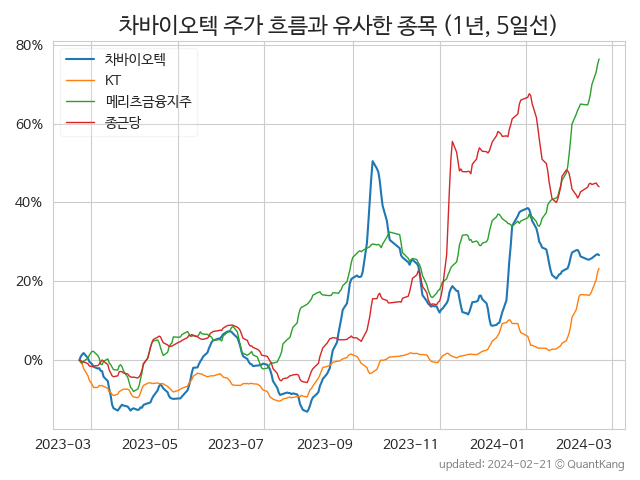 차바이오텍 주가 흐름과 유사한 종목 (1년, 5일선)
80%
60%
40%
20%
0%
차바이오텍
KT
메리츠금융지주
종근당
2023-03
2023-05
2023-07
2023-09
2023-11
2024-01
2024-03
updated: 2024-02-21 © QuantKang